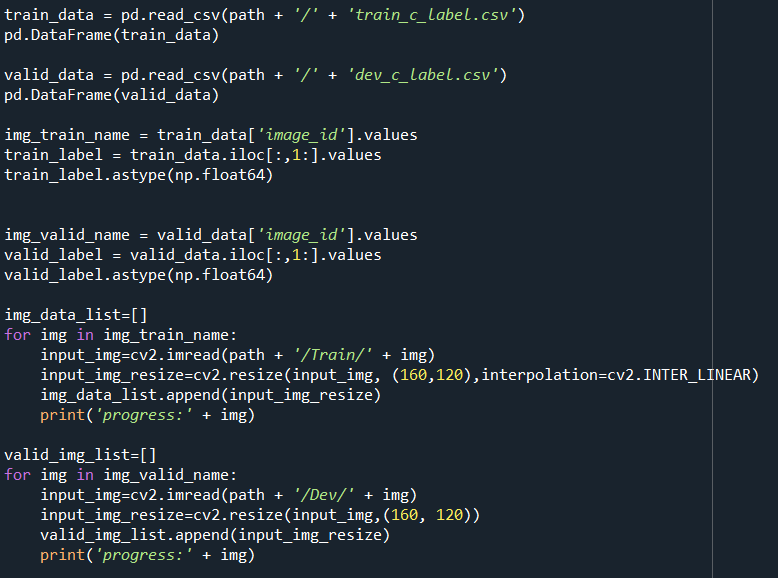 train_data = pd.read_csv(path + '/' + 'train_c_label.csv')
pd.DataFrame(train_data)
valid_data = pd.read_csv(path + '/' + 'dev_c_label.csv')
pd.DataFrame(valid_data)
img_train_name = train_data['image_id'].values
train_label = train_data.iloc[:,1:].values
train_label.astype(np.float64)
img_valid_name = valid_data['image_id'].values
valid_label = valid_data.iloc[:,1:].values
valid_label.astype(np.float64)
img_data_list=[]
for img in img_train_name:
    input_img=cv2.imread(path + '/Train/' + img)
    input_img_resize=cv2.resize(input_img, (160,120),interpolation=cv2.INTER_LINEAR)
    img_data_list.append(input_img_resize)
    print('progress:' + img)
valid_img_list=[]
for img in img_valid_name:
    input_img=cv2.imread(path + '/Dev/' + img)
    input_img_resize=cv2.resize(input_img,(160, 120))
    valid_img_list.append(input_img_resize)
    print('progress:' + img)